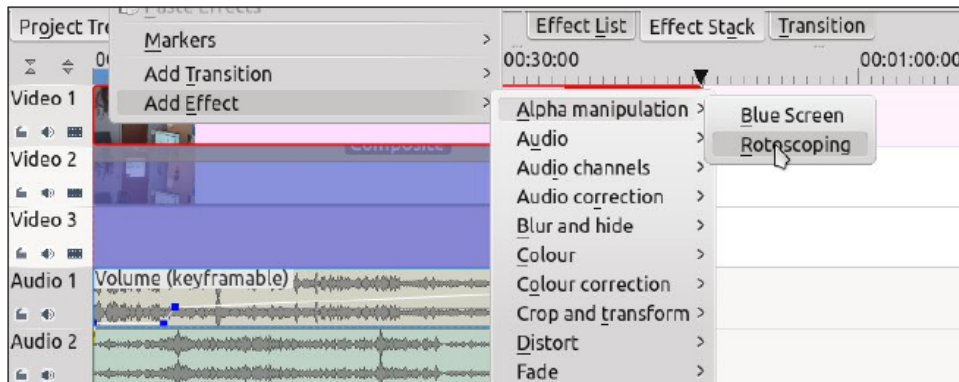 Paste Effects
Project Tre
Markers
Add Transition
Add Effect
Effect List
Effect Stack
Transition
00:30:00
00:01:00:00
Video 1
Video 2
Video 3
Audio 1
Audio 2
Composite
Volume (keyframable)
Alpha manipulation
Audio
Audio channels
Audio correction
Blur and hide
Colour
Colour correction
Crop and transform
Distort
Fade
Blue Screen
Rotoscoping